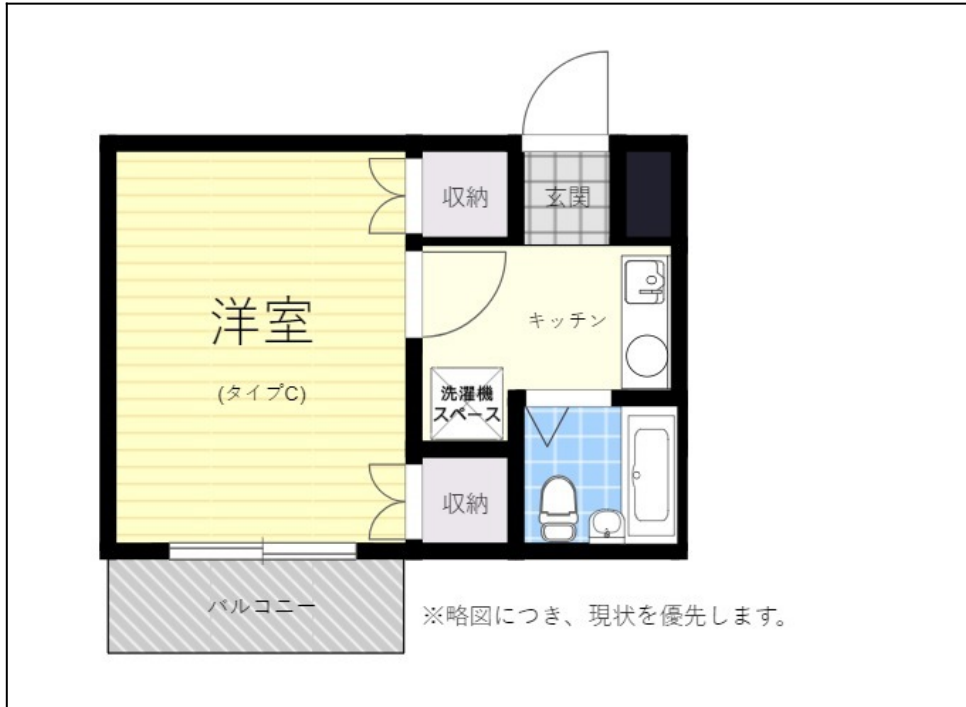 収納
玄関
洋室
キッチン
(タイプC)
洗濯機
スペース
収納
バルコニー
※略図につき、現状を優先します。